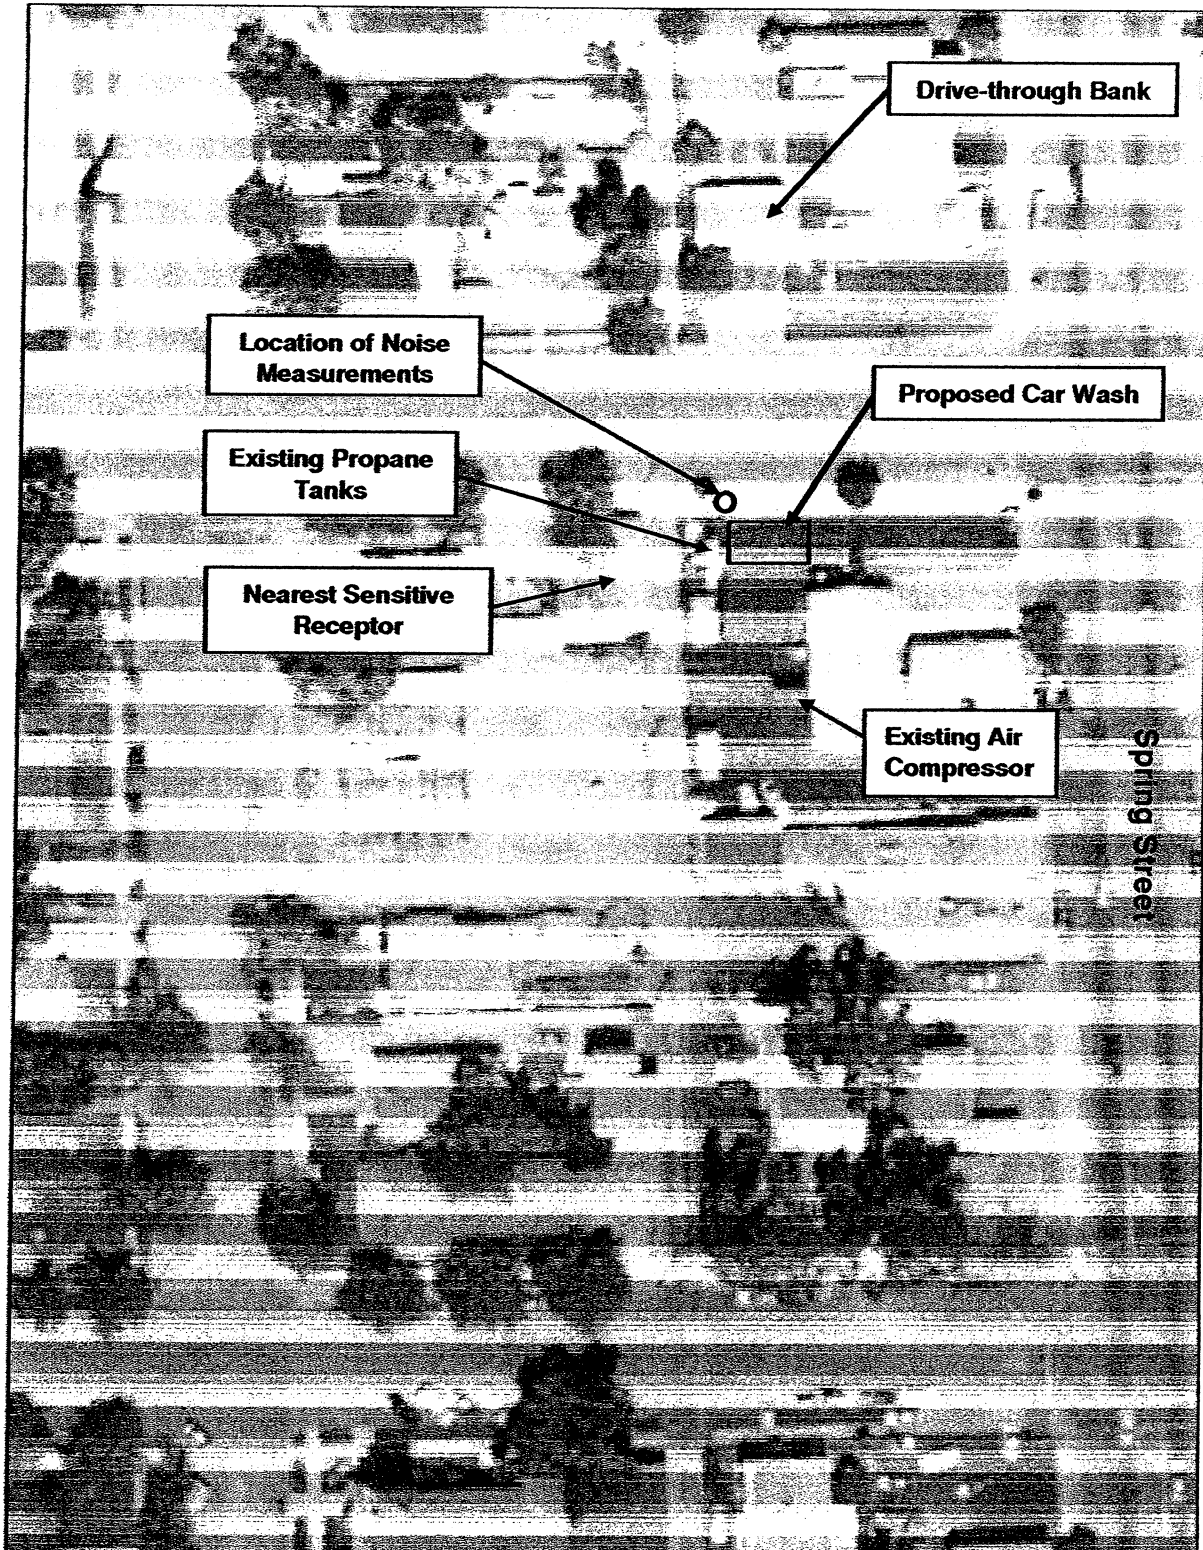 Drive-through Bank
Location of Noise
Measurements
Proposed Car Wash
Existing Propane
Tanks
Nearest Sensitive
Receptor
Existing Air
Compressor
Spring Street